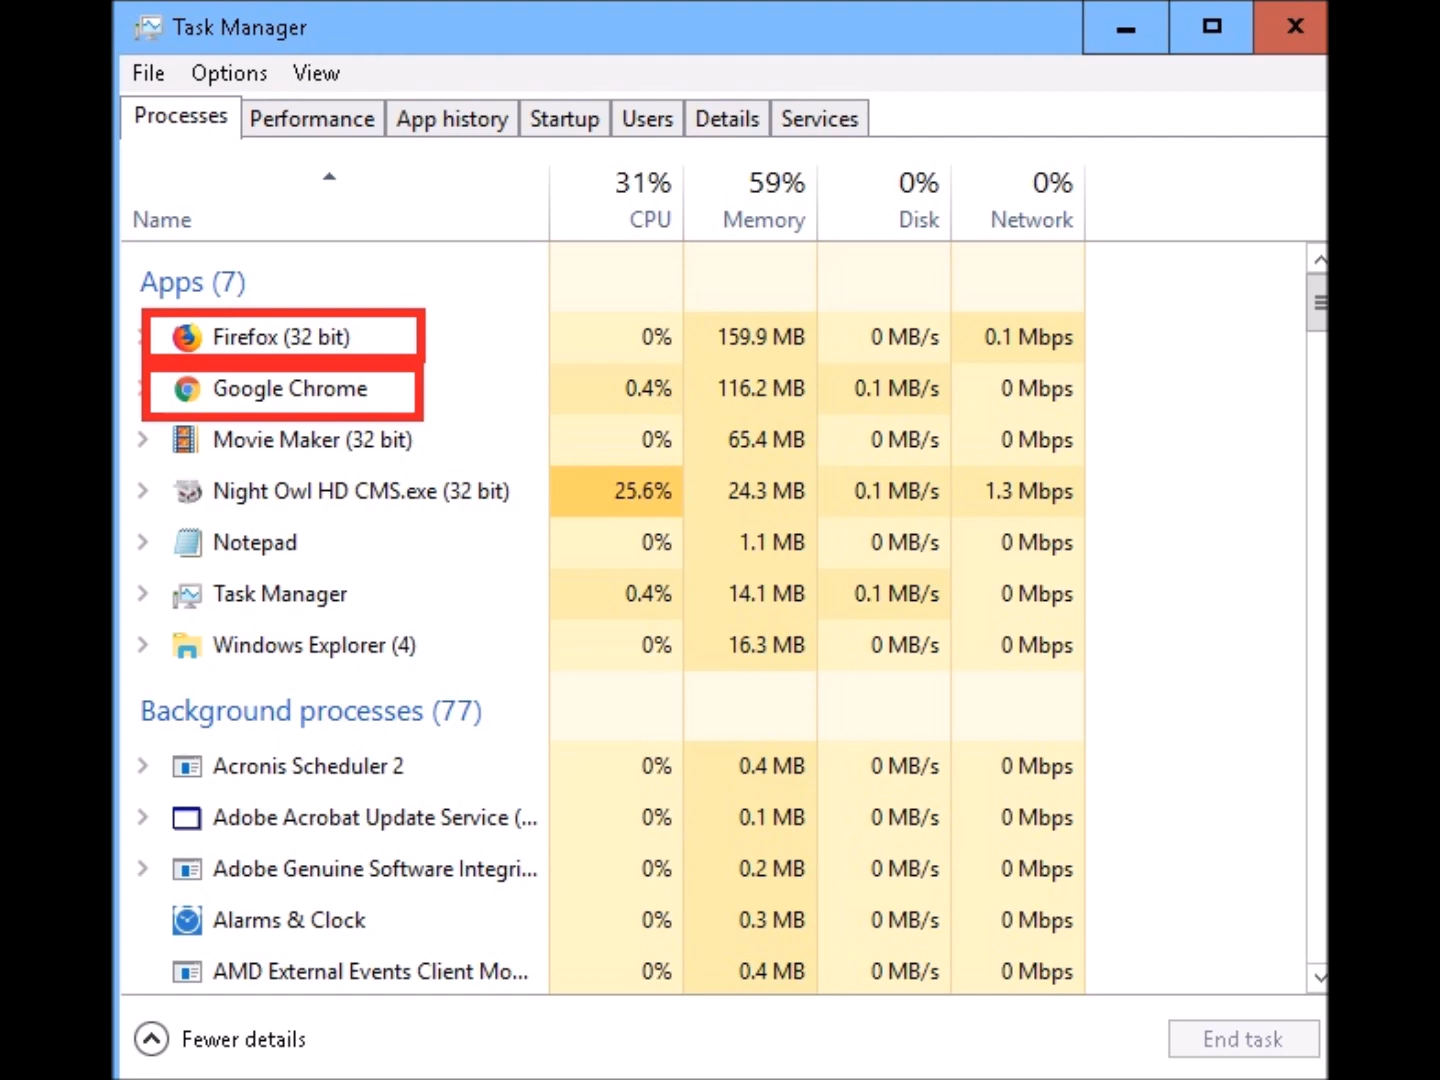 Task Manager
File Options View
Processes Performance App history Startup Users Details Services
31% 59% 0% 0%
Name CPU Memory Disk Network
Apps (7)
Firefox (32 bit) 0% 159.9 MB 0 MB/s 0.1 Mbps
Google Chrome 0.4% 116.2 MB 0.1 MB/s 0 Mbps
Movie Maker (32 bit) 0% 65.4 MB 0 MB/s 0 Mbps
Night Owl HD CMS.exe (32 bit) 25.6% 24.3 MB 0.1 MB/s 1.3 Mbps
Notepad 0% 1.1 MB 0 MB/s 0 Mbps
Task Manager 0.4% 14.1 MB 0.1 MB/s 0 Mbps
Windows Explorer (4) 0% 16.3 MB 0 MB/s 0 Mbps
Background processes (77)
Acronis Scheduler 2 0% 0.4 MB 0 MB/s 0 Mbps
Adobe Acrobat Update Service (... 0% 0.1 MB 0 MB/s 0 Mbps
Adobe Genuine Software Integri... 0% 0.2 MB 0 MB/s 0 Mbps
Alarms & Clock 0% 0.3 MB 0 MB/s 0 Mbps
AMD External Events Client Mo... 0% 0.4 MB 0 MB/s 0 Mbps
Fewer details End task